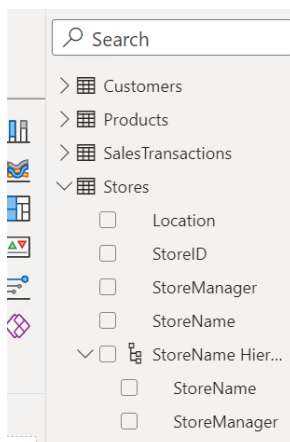 Search
Customers
Products
SalesTransactions
Stores
Location
StoreID
StoreManager
StoreName
StoreName Hier...
StoreName
StoreManager